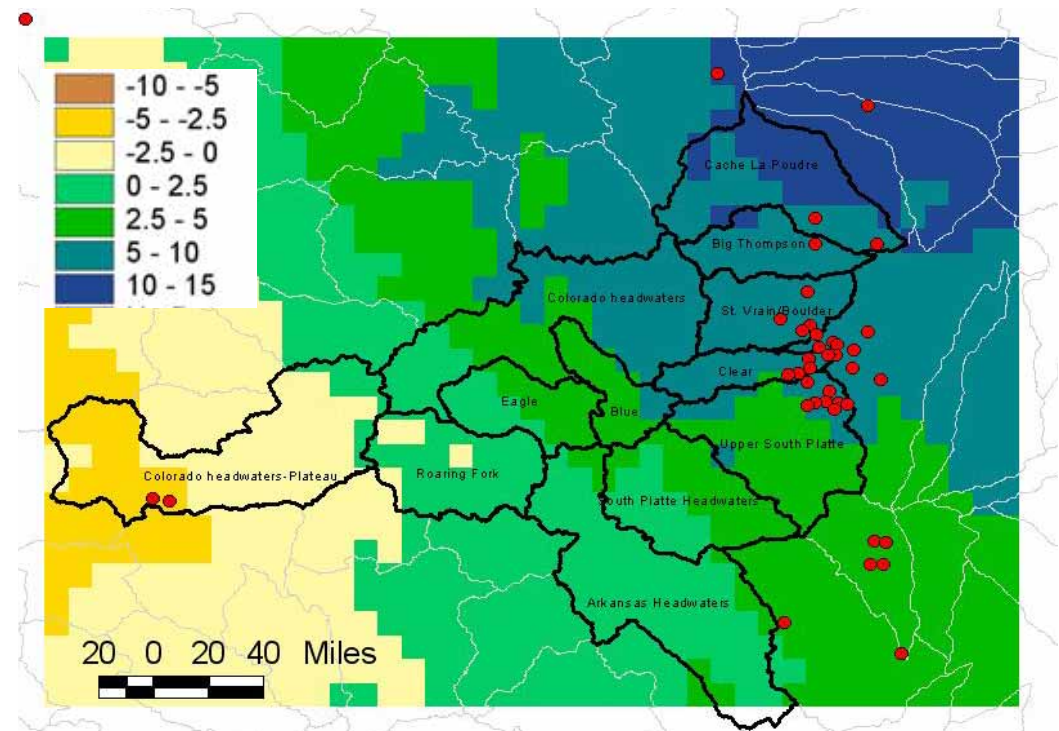 -10 - -5
-5 - -2.5
-2.5 - 0
0 - 2.5
2.5 - 5
5 - 10
10 - 15
Cache La Poudre
Big Thompson
Colorado headwaters
St. Vrain/Boulder
Clear
Eagle
Blue
Upper South Platte
Colorado headwaters-Plateau
Roaring Fork
South Platte Headwaters
Arkansas Headwaters
20 0 20 40 Miles